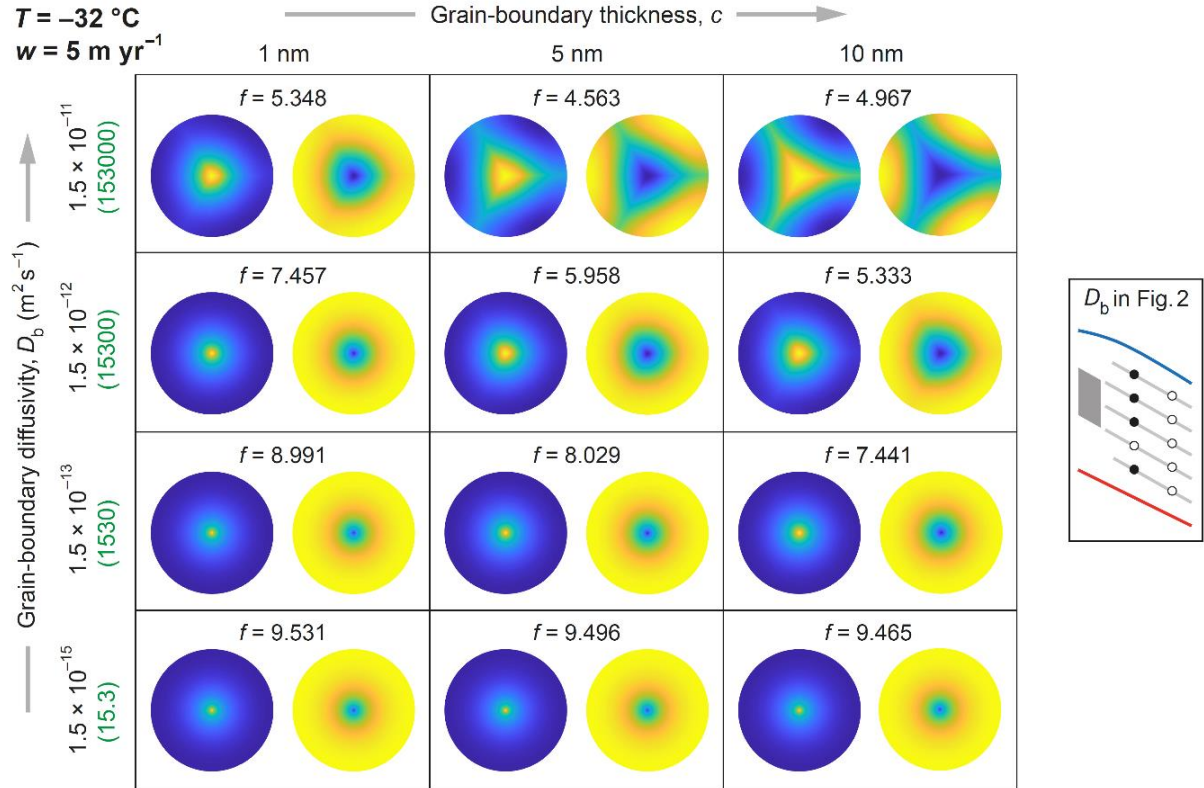 T = –32 °C
w = 5 m yr⁻¹
Grain-boundary thickness, c
1 nm
5 nm
10 nm
Grain-boundary diffusivity, D_b (m² s⁻¹)
1.5 × 10⁻¹¹
(153000)
f = 5.348
f = 4.563
f = 4.967
1.5 × 10⁻¹²
(15300)
f = 7.457
f = 5.958
f = 5.333
1.5 × 10⁻¹³
(1530)
f = 8.991
f = 8.029
f = 7.441
1.5 × 10⁻¹⁵
(15.3)
f = 9.531
f = 9.496
f = 9.465
D_b in Fig. 2